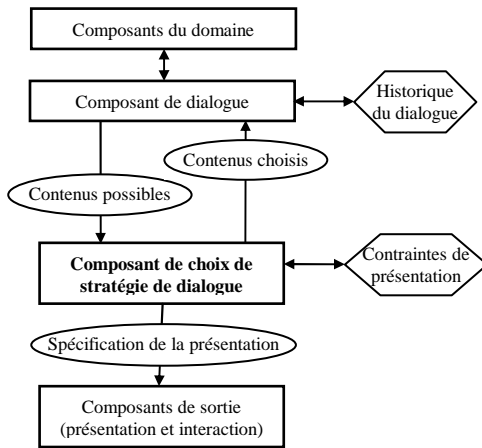 Composants du domaine
Composant de dialogue
Historique
du dialogue
Contenus choisis
Contenus possibles
Composant de choix de
stratégie de dialogue
Contraintes de
présentation
Spécification de la présentation
Composants de sortie
(présentation et interaction)